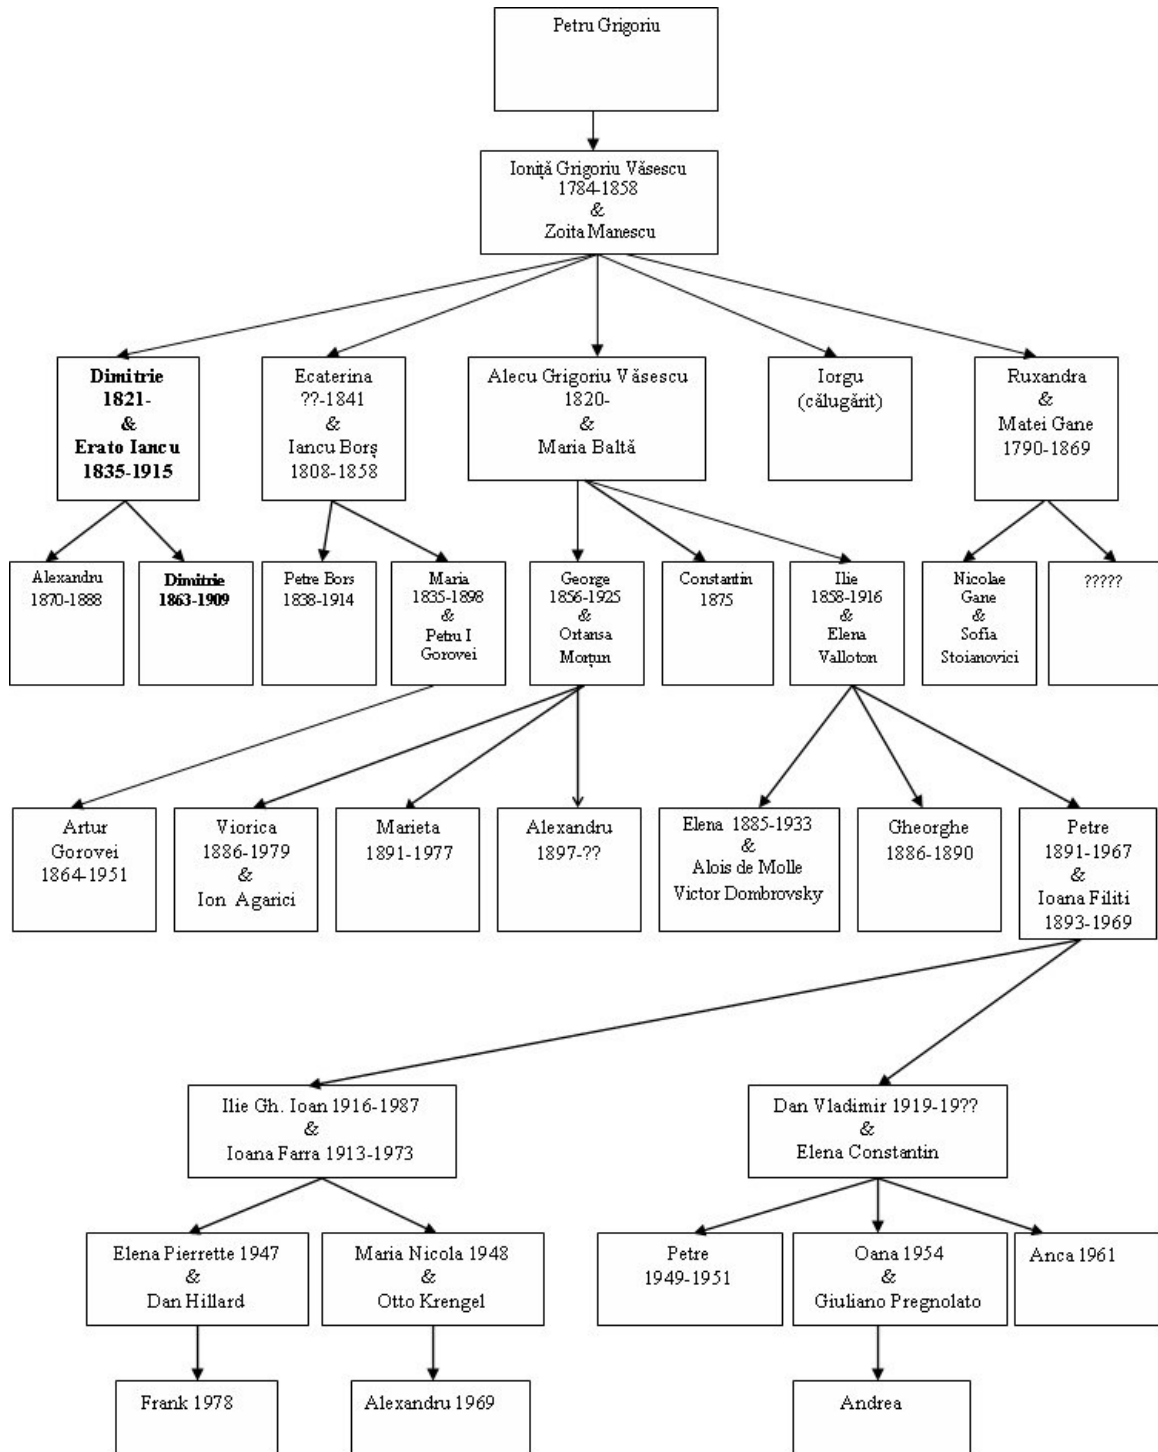 Petru Grigoriu
Ioniță Grigoriu Văsescu
1784-1858
&
Zoita Manescu
Dimitrie
1821-
&
Erato Iancu
1835-1915
Ecaterina
??-1841
&
Iancu Borș
1808-1858
Alecu Grigoriu Văsescu
1820-
&
Maria Baltă
Iorgu
(călugărit)
Ruxandra
&
Matei Gane
1790-1869
Alexandru
1870-1888
Dimitrie
1863-1909
Petre Bors
1838-1914
Maria
1835-1898
&
Petru I
Gorovei
George
1856-1925
&
Ortansa
Morțun
Constantin
1875
Ilie
1858-1916
&
Elena
Valloton
Nicolae
Gane
&
Sofia
Stoianovici
?????
Artur
Gorovei
1864-1951
Viorica
1886-1979
&
Ion Agarici
Marieta
1891-1977
Alexandru
1897-??
Elena 1885-1933
&
Alois de Molle
Victor Dombrovsky
Gheorghe
1886-1890
Petre
1891-1967
&
Ioana Filiti
1893-1969
Ilie Gh. Ioan 1916-1987
&
Ioana Farra 1913-1973
Dan Vladimir 1919-19??
&
Elena Constantin
Elena Pierrette 1947
&
Dan Hillard
Maria Nicola 1948
&
Otto Krengel
Petre
1949-1951
Oana 1954
&
Giuliano Pregnolato
Anca 1961
Frank 1978
Alexandru 1969
Andrea